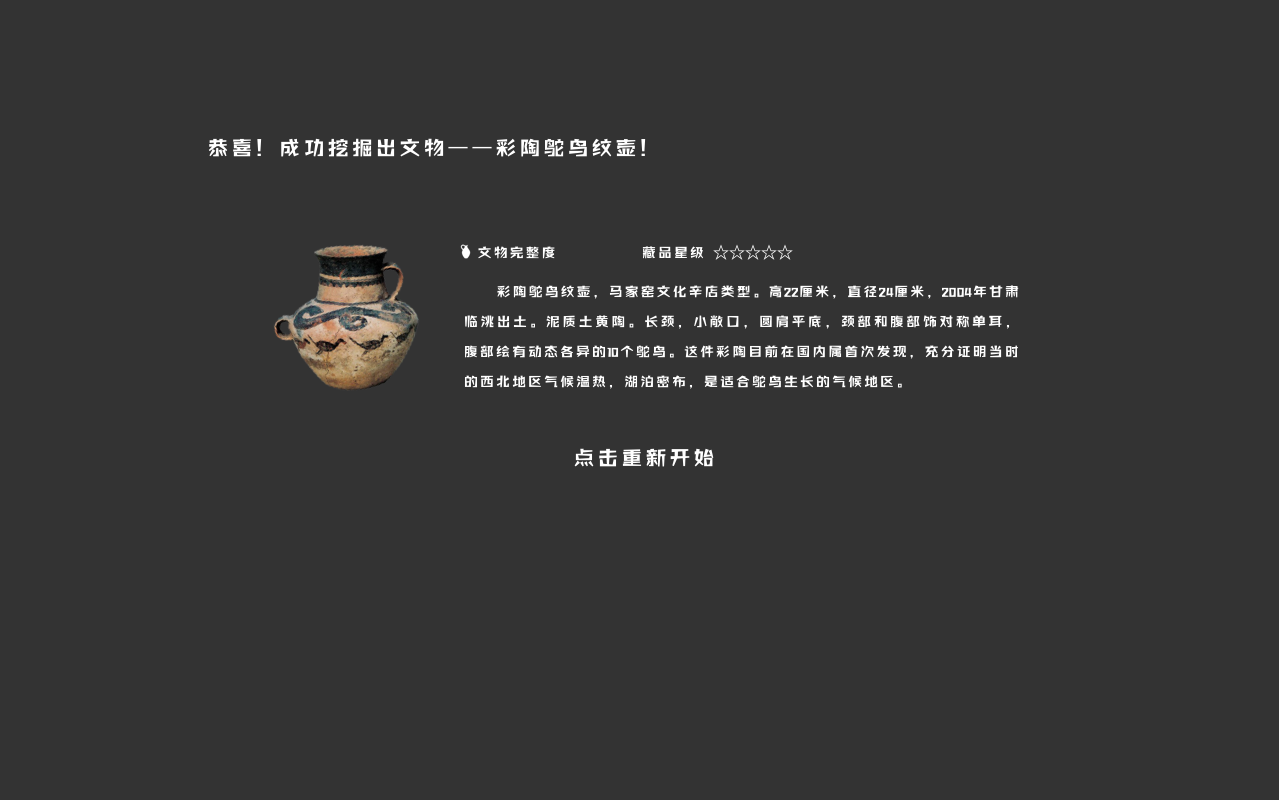 恭喜！成功挖掘出文物——彩陶鸵鸟纹壶！
文物完整度 藏品星级 ☆☆☆☆☆
彩陶鸵鸟纹壶，马家窑文化辛店类型。高22厘米，直径24厘米，2004年甘肃
临洮出土。泥质土黄陶。长颈，小敞口，圆肩平底，颈部和腹部饰对称单耳，
腹部绘有动态各异的10个鸵鸟。这件彩陶目前在国内属首次发现，充分证明当时
的西北地区气候温热，湖泊密布，是适合鸵鸟生长的气候地区。
点击重新开始